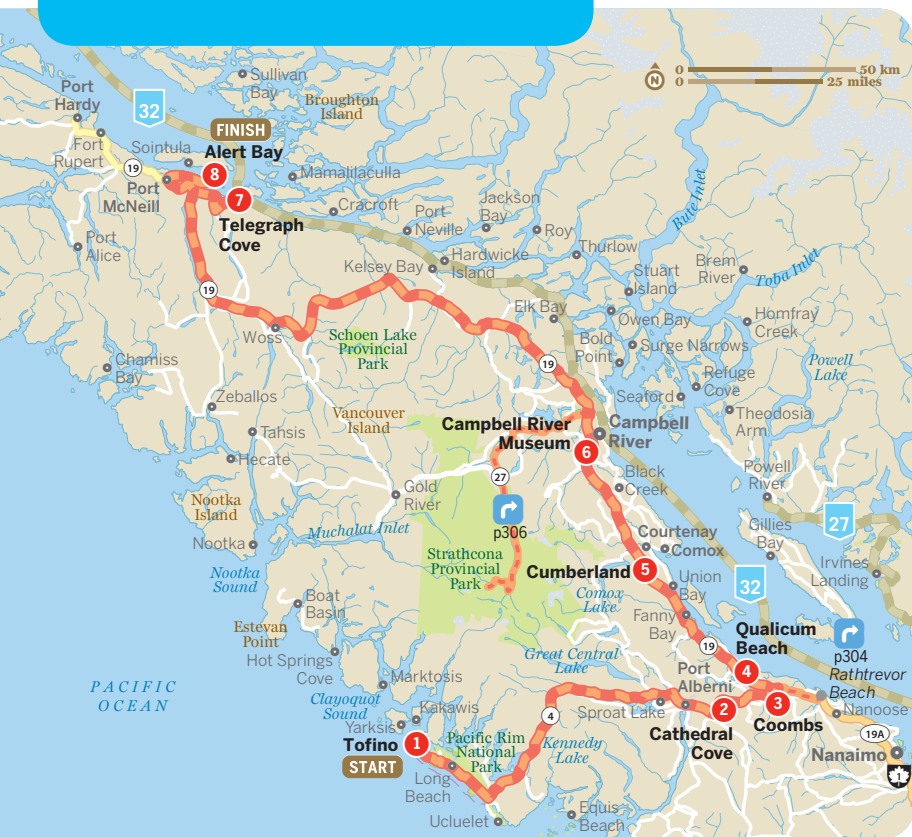 Sullivan
Bay
Port
Hardy
Broughton
Island
0 50 km
0 25 miles
N
32
FINISH
Alert Bay
Fort
Rupert
Sointula
8
Mamalilaculla
19
Port
McNeill
7
Telegraph
Cove
Cracroft
Port
Neville
Jackson
Bay
Roy
Bute Inlet
Port
Alice
Hardwicke
Island
Thurlow
Kelsey Bay
Stuart
Island
Brem
River
Toba Inlet
19
Elk Bay
Owen Bay
Homfray
Creek
Woss
Schoen Lake
Provincial
Park
Bold
Point
Surge Narrows
Chamiss
Bay
19
Refuge
Cove
Powell
Lake
Zeballos
Seaford
Vancouver
Island
Theodosia
Arm
Campbell River
Museum
Campbell
River
Tahsis
6
Hecate
27
Black
Creek
Powell
River
Gold
River
Nootka
Island
p306
Muchalat Inlet
Courtenay
Comox
Gillies
Bay
27
Nootka
Strathcona
Provincial
Park
Cumberland
5
Irvines
Landing
Nootka
Sound
Union
Bay
32
Boat
Basin
Comox
Lake
Fanny
Bay
Estevan
Point
Qualicum
Beach
19
Hot Springs
Cove
Great Central
Lake
4
p304
Rathtrevor
Beach
Marktosis
Port
Alberni
PACIFIC
OCEAN
Clayoquot
Sound
Kakawis
Sproat Lake
2
3
Nanoose
Yarksis
4
Coombs
Tofino
1
Cathedral
Cove
19A
START
Pacific Rim
National
Park
Kennedy
Lake
Nanaimo
1
Long
Beach
Ucluelet
Equis
Beach